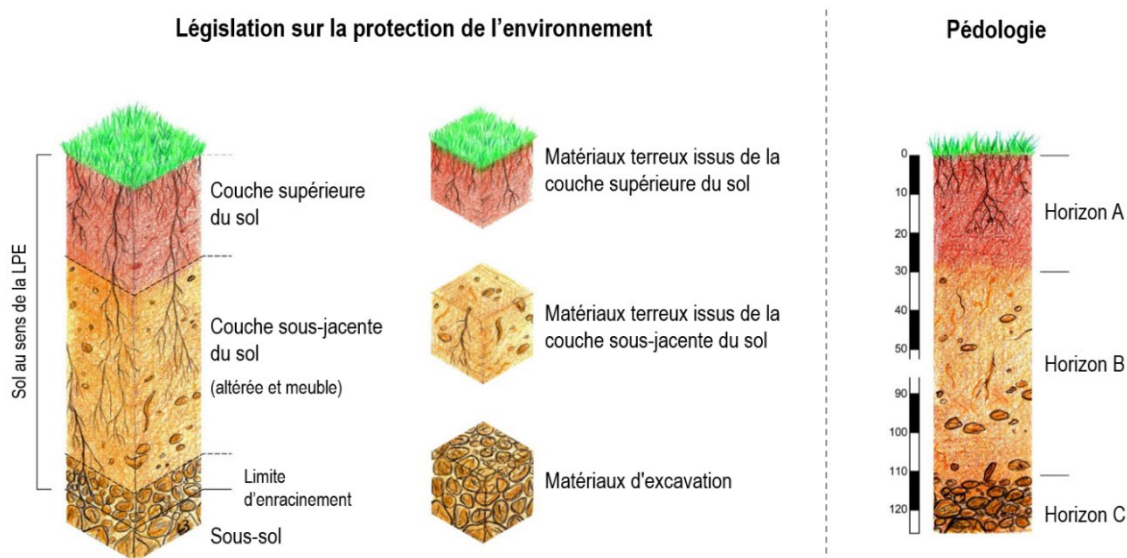 Législation sur la protection de l'environnement
Sol au sens de la LPE
Couche supérieure
du sol
Couche sous-jacente
du sol
(altérée et meuble)
Limite
d'enracinement
Sous-sol
Matériaux terreux issus de la
couche supérieure du sol
Matériaux terreux issus de la
couche sous-jacente du sol
Matériaux d'excavation
Pédologie
0
10
20
30
40
50
90
100
110
120
Horizon A
Horizon B
Horizon C